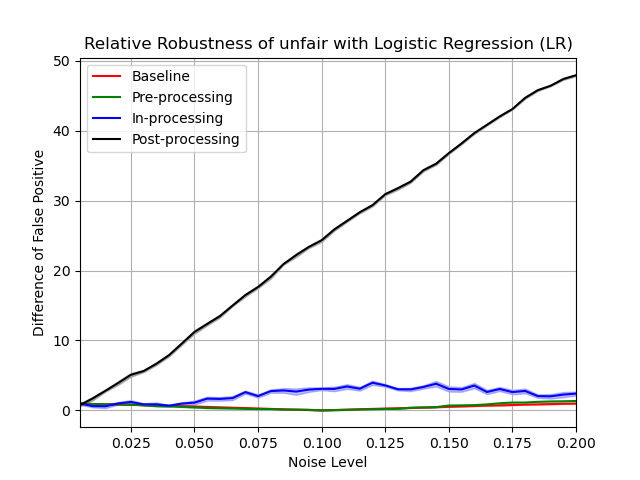 Relative Robustness of unfair with Logistic Regression (LR)
50
40
30
20
10
0
Difference of False Positive
Baseline
Pre-processing
In-processing
Post-processing
0.025 0.050 0.075 0.100 0.125 0.150 0.175 0.200
Noise Level